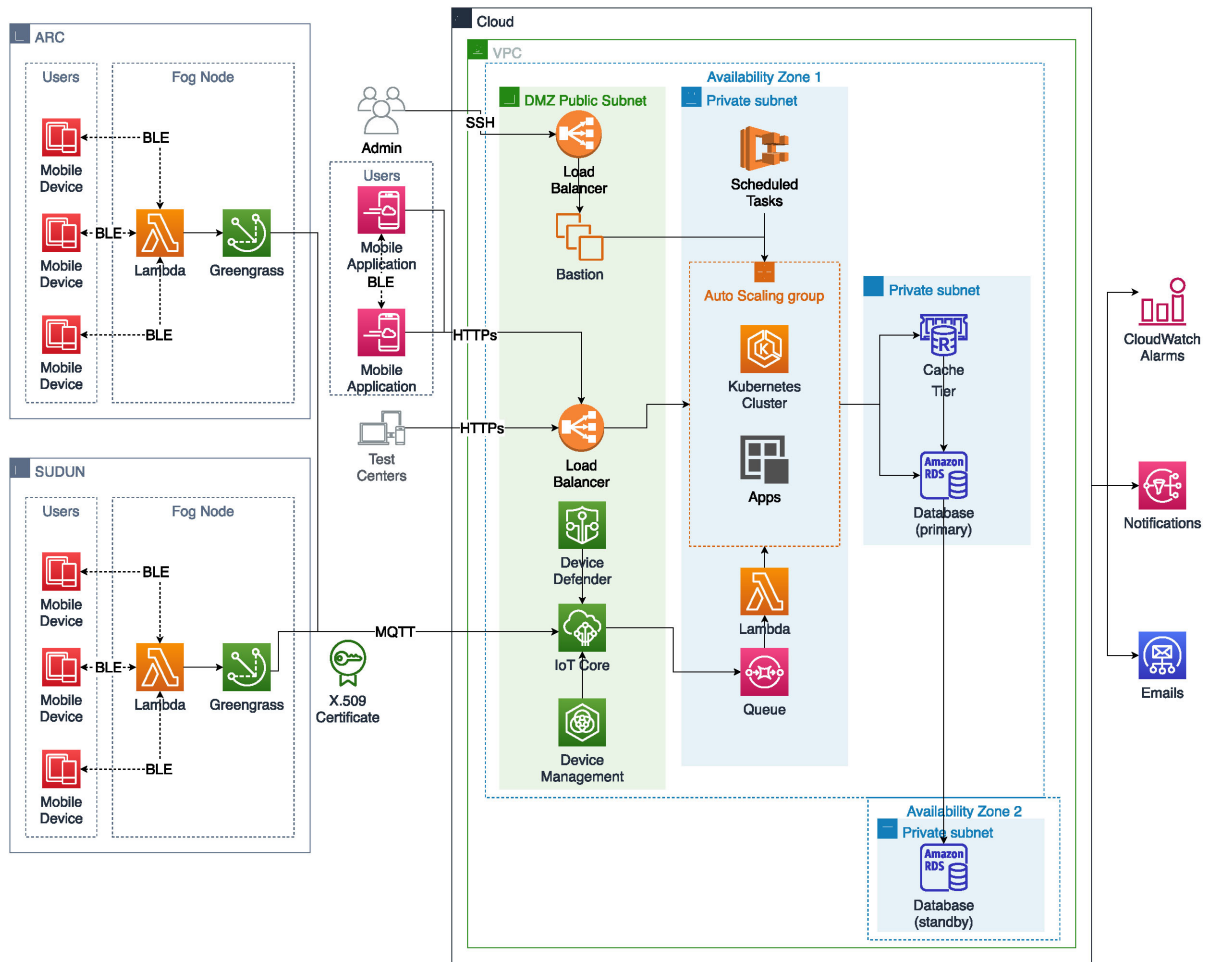 ARC
Users
Fog Node
BLE
Mobile
Device
BLE
Mobile
Device
Lambda
Greengrass
BLE
Mobile
Device
SUDUN
Users
Fog Node
BLE
Mobile
Device
BLE
Mobile
Device
Lambda
Greengrass
BLE
Mobile
Device
Admin
SSH
Users
Mobile
Application
BLE
Mobile
Application
HTTPs
Test
Centers
HTTPs
MQTT
X.509
Certificate
Cloud
VPC
Availability Zone 1
DMZ Public Subnet
Load
Balancer
Bastion
Load
Balancer
Device
Defender
IoT Core
Device
Management
Private subnet
Scheduled
Tasks
Auto Scaling group
Kubernetes
Cluster
Apps
Lambda
Queue
Private subnet
R
Cache
Tier
Amazon
RDS
Database
(primary)
Availability Zone 2
Private subnet
Amazon
RDS
Database
(standby)
CloudWatch
Alarms
Notifications
Emails